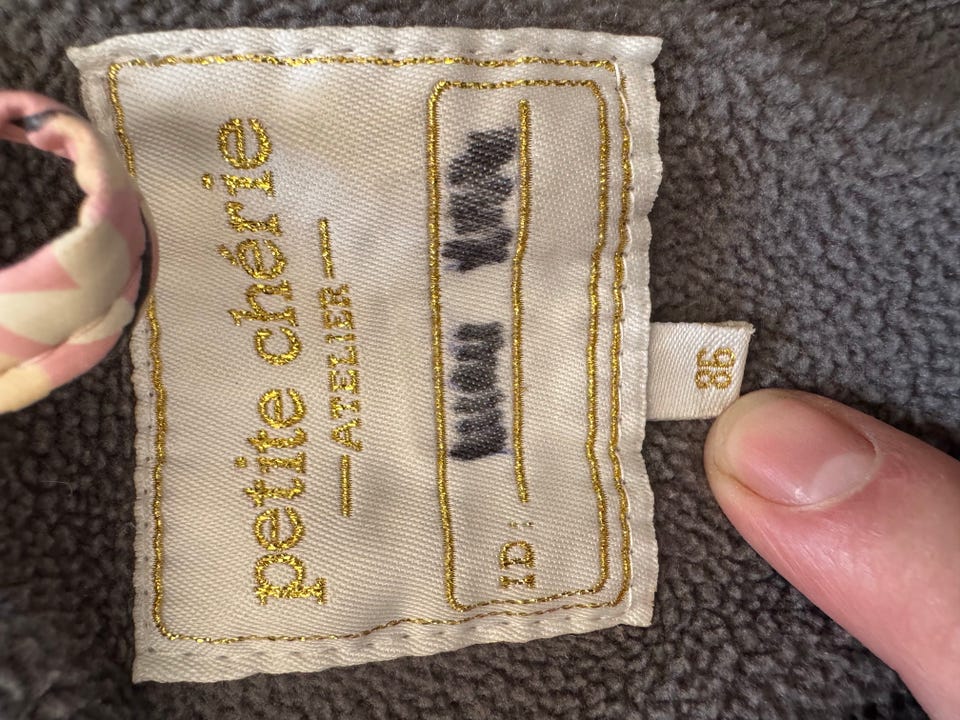 petite chérie
ATELIER
ID:
86